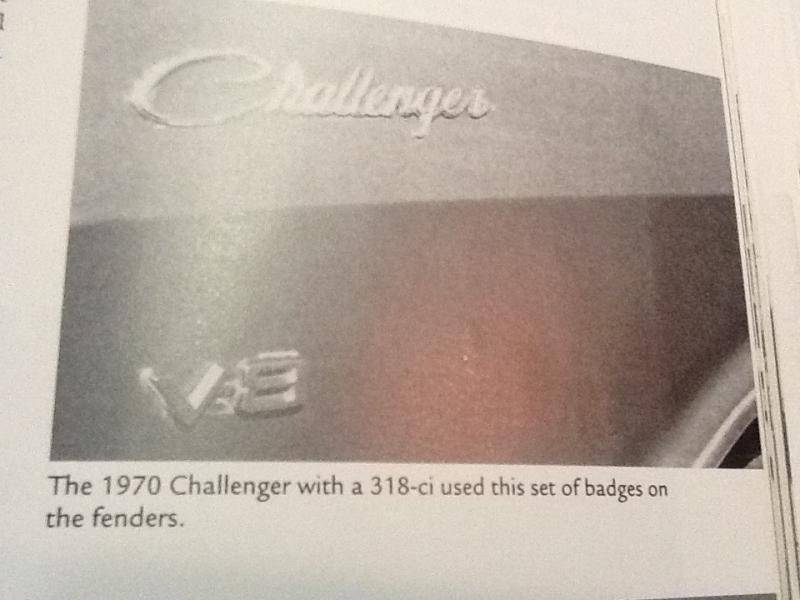 Challenger
V8
The 1970 Challenger with a 318-ci used this set of badges on
the fenders.